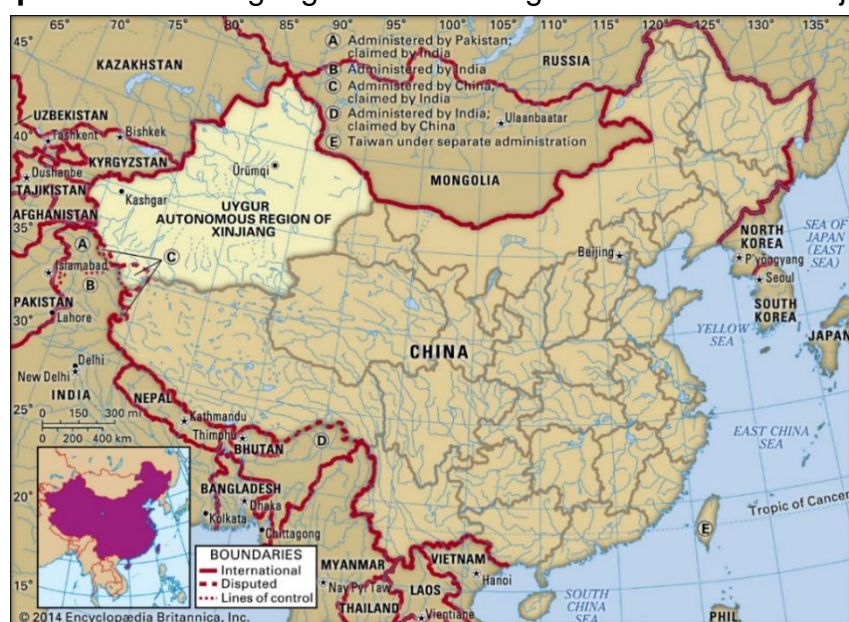 45°
40°
35°
30°
25°
20°
15°
65
70
75
80
85
90
95
100
105
110
115
120
125
130
135
A Administered by Pakistan;
claimed by
India
B Administered by India
C Administered by China;
claimed by India
D Administered by India;
claimed by China
E Taiwan under separate administration
RUSSIA
KAZAKHSTAN
UZBEKISTAN
Tashkent
Bishkek
Ulaanbaatar
KYRGYZSTAN
Dushanbe
TAJIKISTAN
AFGHANISTAN
Kashgar
Ürümqi
UYGUR
AUTONOMOUS REGION OF
XINJIANG
MONGOLIA
A
Islamabad
B
C
PAKISTAN
Lahore
Beijing
NORTH
KOREA
P'yongyang
Seoul
SOUTH
KOREA
SEA OF
JAPAN
(EAST
SEA)
JAPAN
YELLOW
SEA
CHINA
Delhi
New Delhi
INDIA
NEPAL
Kathmandu
Thimphu
BHUTAN
D
0 150 300 mi
0 200 400 km
EAST CHINA
SEA
BANGLADESH
Dhaka
Kolkata
Chittagong
Tropic of Cancer
E
BOUNDARIES
International
Disputed
Lines of control
MYANMAR
Nay Pyi Taw
VIETNAM
Hanoi
LAOS
Vientiane
THAILAND
SOUTH
CHINA
SEA
PHIL.
© 2014 Encyclopædia Britannica, Inc.